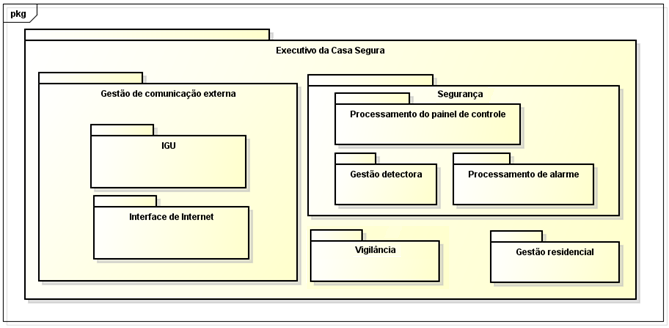 pkg
Executivo da Casa Segura
Gestão de comunicação externa
IGU
Interface de Internet
Segurança
Processamento do painel de controle
Gestão detectora
Processamento de alarme
Vigilância
Gestão residencial